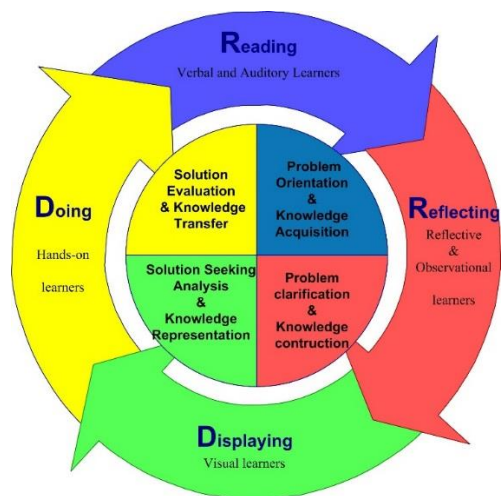 Reading
Verbal and Auditory Learners
Reflecting
Reflective
&
Observational
learners
Displaying
Visual learners
Doing
Hands-on
learners
Solution
Evaluation
& Knowledge
Transfer
Problem
Orientation
&
Knowledge
Acquisition
Solution Seeking
Analysis
&
Knowledge
Representation
Problem
clarification
&
Knowledge
contruction